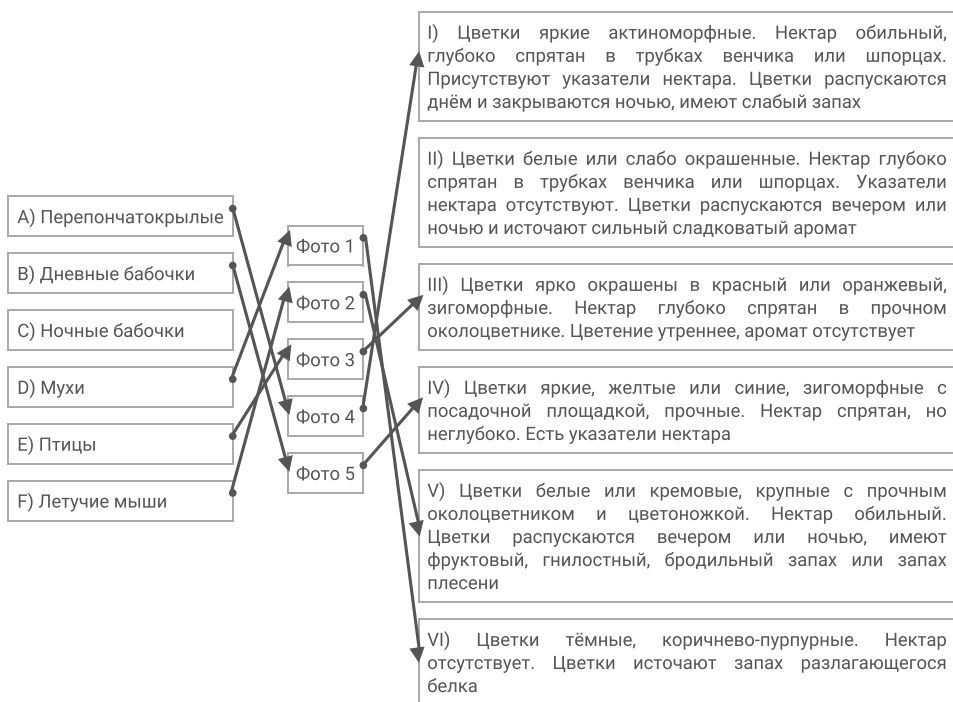 A) Перепончатокрылые
B) Дневные бабочки
C) Ночные бабочки
D) Мухи
E) Птицы
F) Летучие мыши
Фото 1
Фото 2
Фото 3
Фото 4
Фото 5
I) Цветки яркие актиноморфные. Нектар обильный,
глубоко спрятан в трубках венчика или шпорцах.
Присутствуют указатели нектара. Цветки распускаются
днём и закрываются ночью, имеют слабый запах
II) Цветки белые или слабо окрашенные. Нектар глубоко
спрятан в трубках венчика или шпорцах. Указатели
нектара отсутствуют. Цветки распускаются вечером или
ночью и источают сильный сладковатый аромат
III) Цветки ярко окрашены в красный или оранжевый,
зигоморфные. Нектар глубоко спрятан в прочном
околоцветнике. Цветение утреннее, аромат отсутствует
IV) Цветки яркие, желтые или синие, зигоморфные с
посадочной площадкой, прочные. Нектар спрятан, но
неглубоко. Есть указатели нектара
V) Цветки белые или кремовые, крупные с прочным
околоцветником и цветоножкой. Нектар обильный.
Цветки распускаются вечером или ночью, имеют
фруктовый, гнилостный, бродильный запах или запах
плесени
VI) Цветки тёмные, коричнево-пурпурные. Нектар
отсутствует. Цветки источают запах разлагающегося
белка